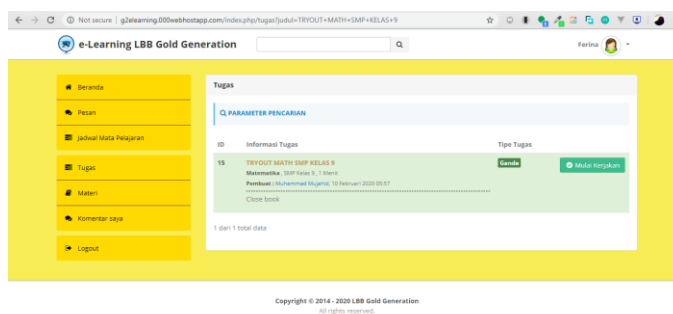 Not secure | g2elearning.000webhostapp.com/index.php/tugas?judul=TRYOUT+MATH+SMP+KELAS+9
e-Learning LBB Gold Generation
Ferina
Beranda
Pesan
Jadwal Mata Pelajaran
Tugas
Materi
Komentar saya
Logout
Tugas
PARAMETER PENCARIAN
ID Informasi Tugas Tipe Tugas
15 TRYOUT MATH SMP KELAS 9 Ganda Mulai Kerjakan
Matematika , SMP Kelas 9 , 1 Menit
Pembuat : Muhammad Mujahid, 10 Februari 2020 05:57
Close book
1 dari 1 total data
Copyright © 2014 - 2020 LBB Gold Generation
All rights reserved.